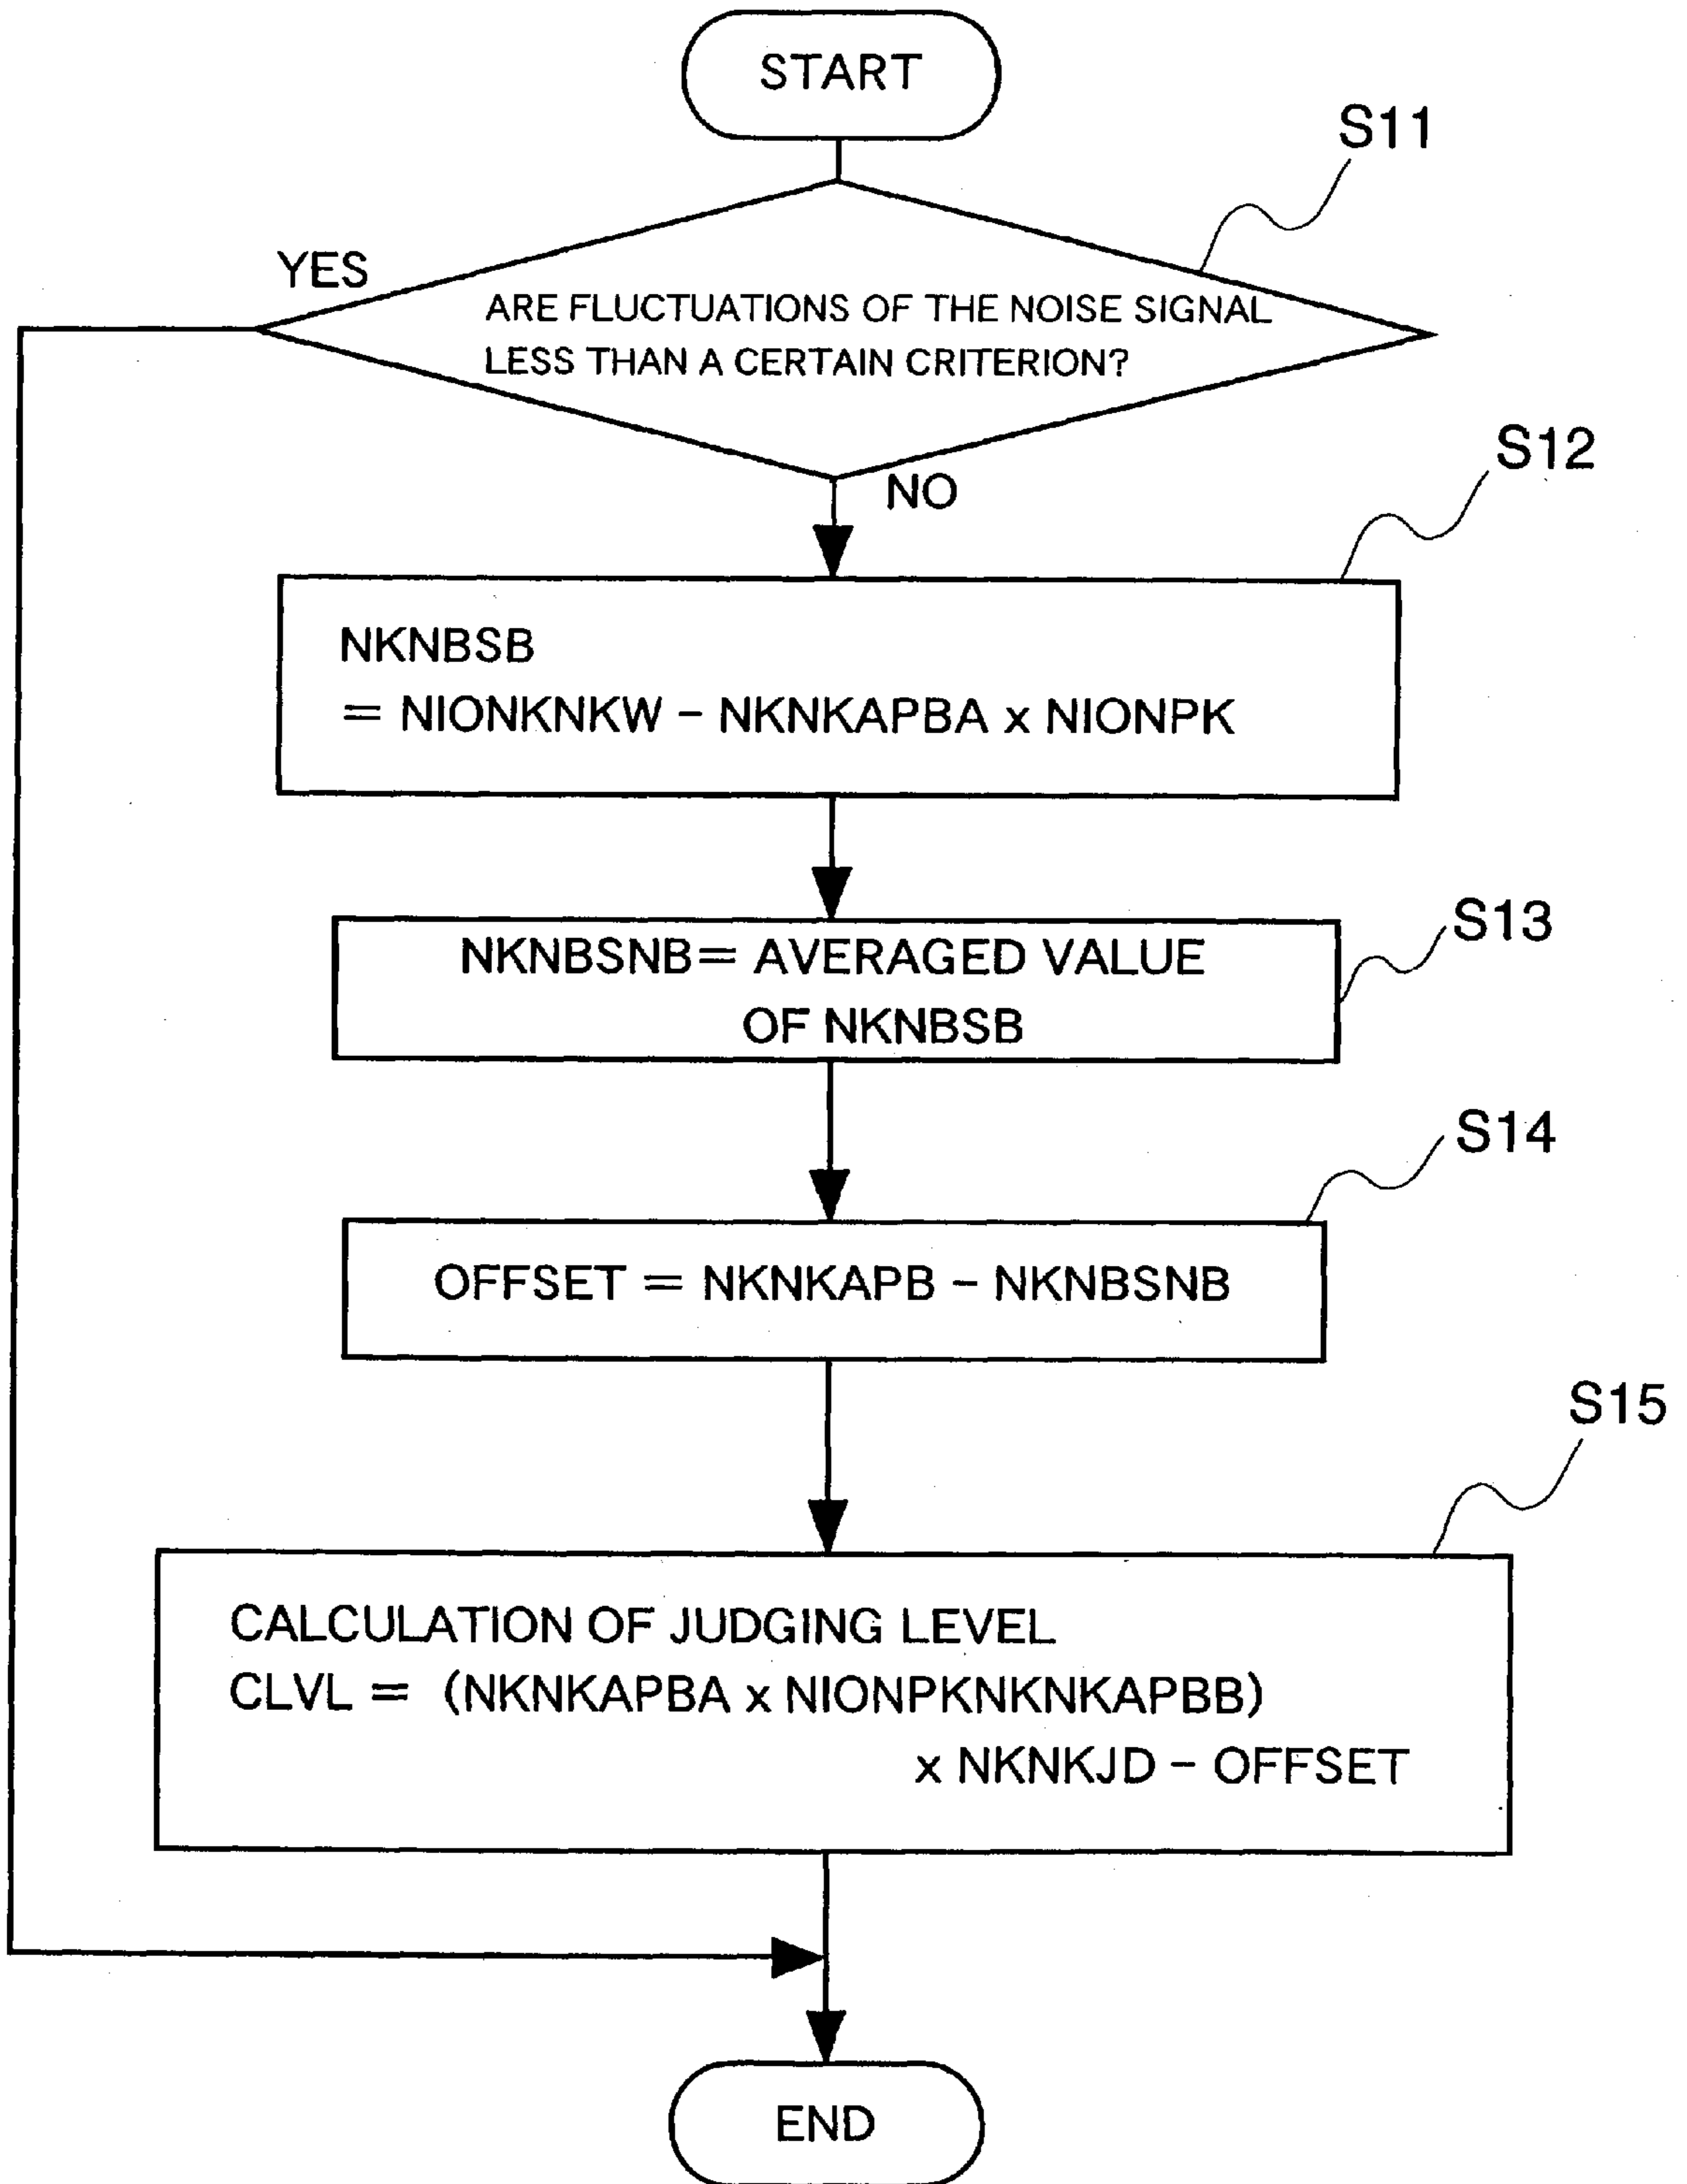 START
S11
YES
ARE FLUCTUATIONS OF THE NOISE SIGNAL
LESS THAN A CERTAIN CRITERION?
NO
S12
NKNBSB
= NIONKNKW - NKNKAPBA x NIONPK
S13
NKNBSNB= AVERAGED VALUE
OF NKNBSB
S14
OFFSET = NKNKAPB - NKNBSNB
S15
CALCULATION OF JUDGING LEVEL
CLVL = (NKNKAPBA x NIONPKNKNKAPBB)
x NKNKJD - OFFSET
END